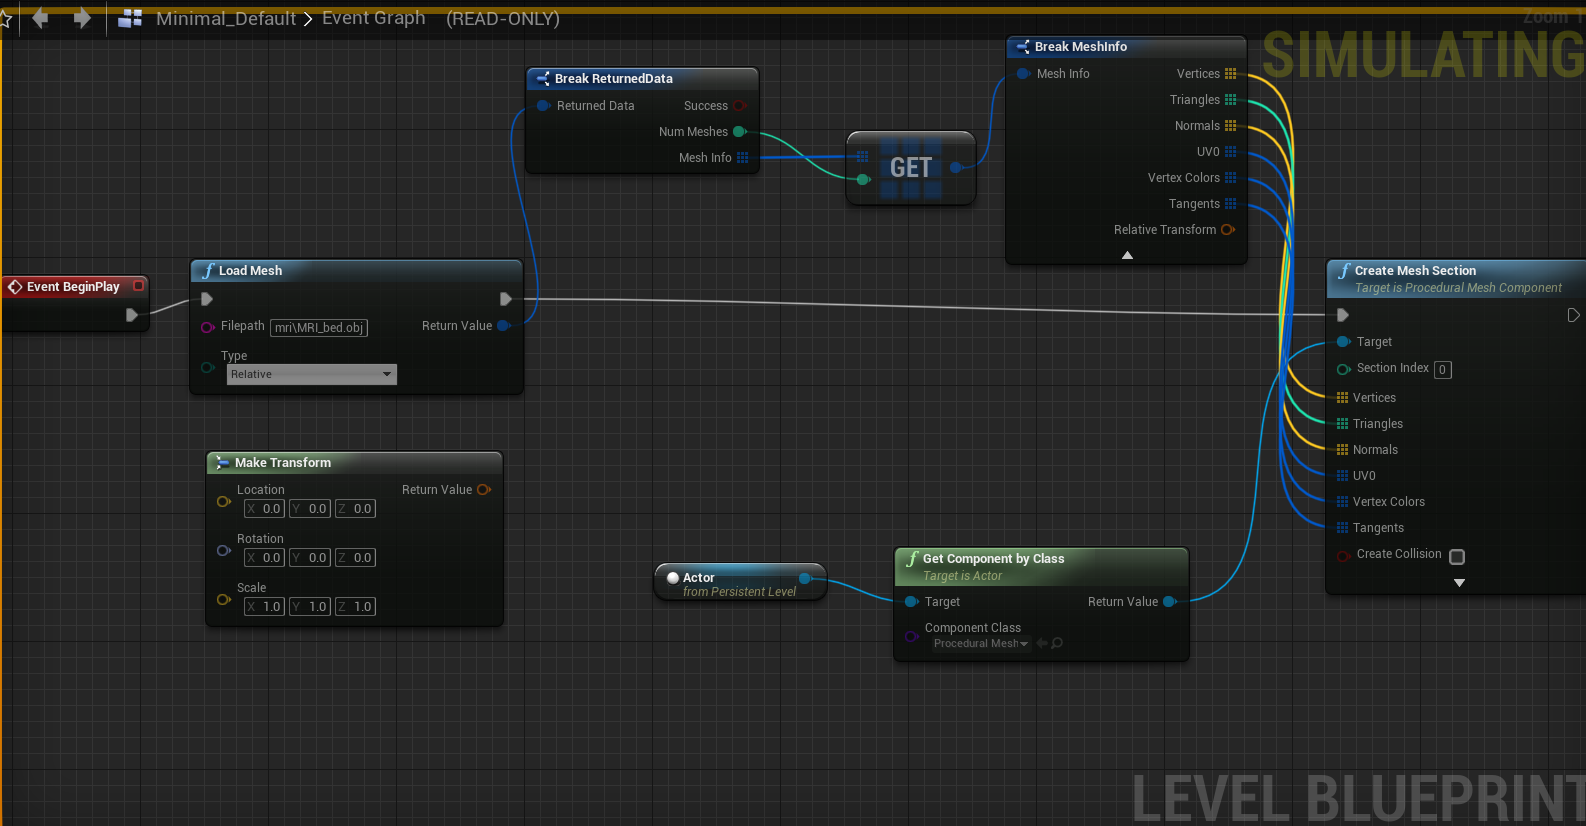 Minimal_Default > Event Graph (READ-ONLY)
Zoom 1
SIMULATING
Break MeshInfo
Mesh Info Vertices
Triangles
Normals
UV0
Vertex Colors
Tangents
Relative Transform
Break ReturnedData
Returned Data Success
Num Meshes
Mesh Info
GET
Event BeginPlay
Load Mesh
Filepath mri\MRI_bed.obj Return Value
Type
Relative
Create Mesh Section
Target is Procedural Mesh Component
Target
Section Index 0
Vertices
Triangles
Normals
UV0
Vertex Colors
Tangents
Create Collision
Make Transform
Location Return Value
X 0.0 Y 0.0 Z 0.0
Rotation
X 0.0 Y 0.0 Z 0.0
Scale
X 1.0 Y 1.0 Z 1.0
Actor
from Persistent Level
Get Component by Class
Target is Actor
Target Return Value
Component Class
Procedural Mesh
LEVEL BLUEPRINT